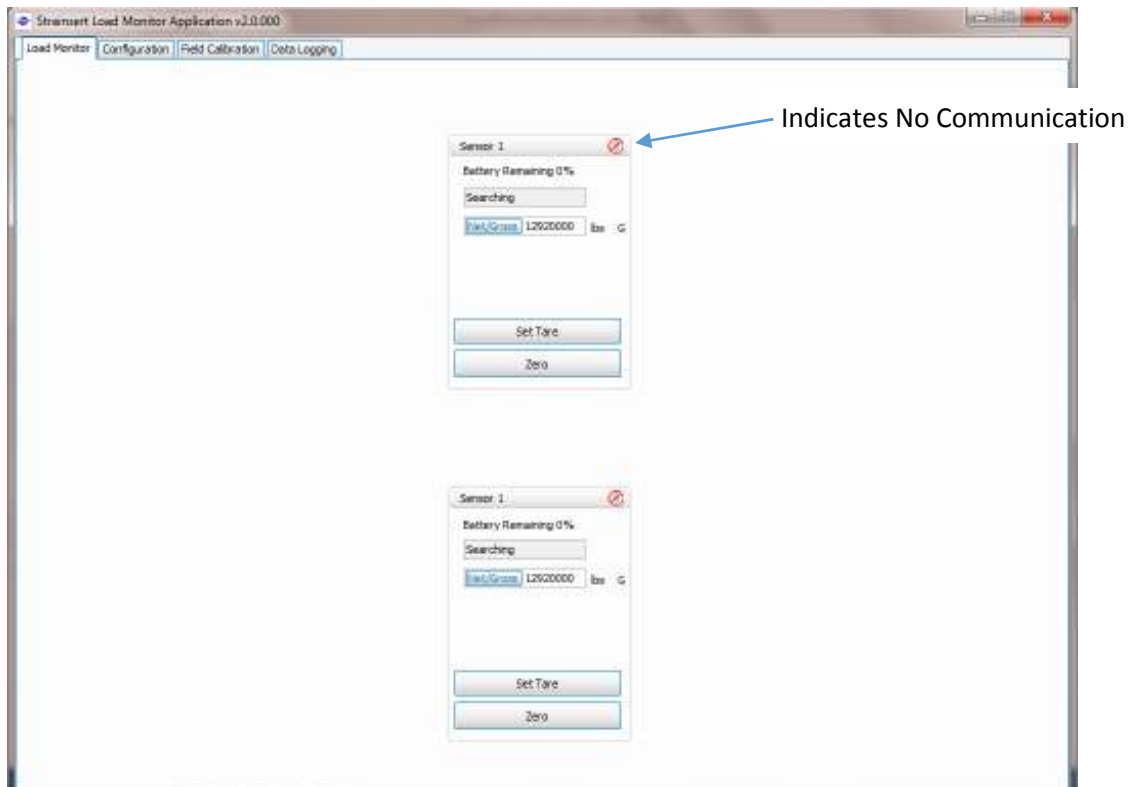 Strainsert Load Monitor Application v2.0.000
Load Monitor Configuration Field Calibration Data Logging
Indicates No Communication
Sensor 1
Battery Remaining 0%
Searching
Net/Gross 12920000 lbs G
Set Tare
Zero
Sensor 1
Battery Remaining 0%
Searching
Net/Gross 12920000 lbs G
Set Tare
Zero